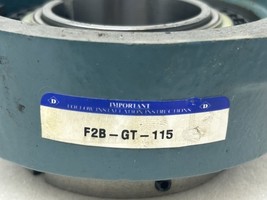 IMPORTANT
FOLLOW INSTALLATION INSTRUCTIONS
D D
F2B-GT-115